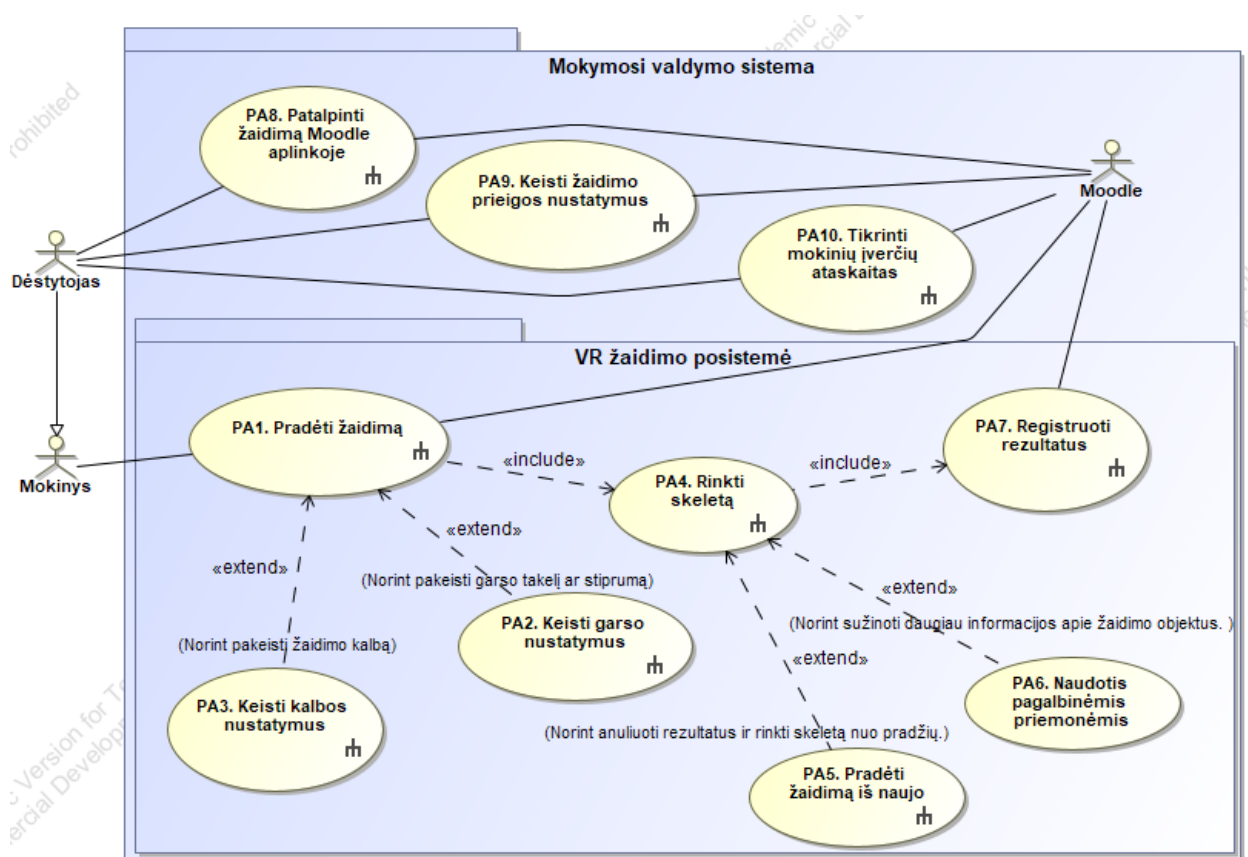 Mokymosi valdymo sistema
PA8. Patalpinti
žaidimą Moodle
aplinkoje
PA9. Keisti žaidimo
prieigos nustatymus
Moodle
PA10. Tikrinti
mokinių įverčių
ataskaitas
Dėstytojas
VR žaidimo posistemė
PA1. Pradėti žaidimą
PA7. Registruoti
rezultatus
Mokinys
«include»
«include»
PA4. Rinkti
skeletą
«extend»
«extend»
(Norint pakeisti garso takelį ar stiprumą)
«extend»
(Norint sužinoti daugiau informacijos apie žaidimo objektus. )
PA2. Keisti garso
nustatymus
(Norint pakeisti žaidimo kalbą)
«extend»
PA6. Naudotis
pagalbinėmis
priemonėmis
PA3. Keisti kalbos
nustatymus
(Norint anuliuoti rezultatus ir rinkti skeletą nuo pradžių.)
PA5. Pradėti
žaidimą iš naujo